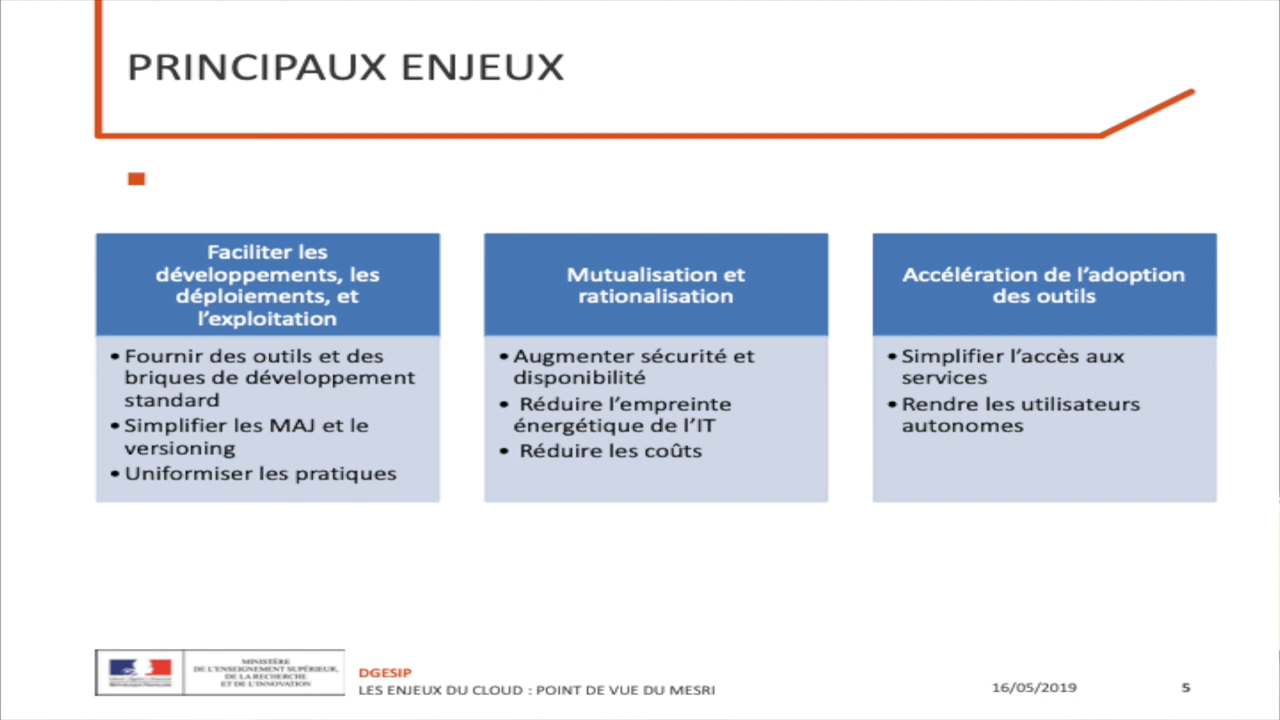 PRINCIPAUX ENJEUX
Faciliter les
développements, les
déploiements, et
l'exploitation
• Fournir des outils et des
briques de développement
standard
• Simplifier les MAJ et le
versioning
• Uniformiser les pratiques
Mutualisation et
rationalisation
• Augmenter sécurité et
disponibilité
• Réduire l'empreinte
énergétique de l'IT
• Réduire les coûts
Accélération de l'adoption
des outils
• Simplifier l'accès aux
services
• Rendre les utilisateurs
autonomes
MINISTÈRE
DE L'ENSEIGNEMENT SUPÉRIEUR,
DE LA RECHERCHE
ET DE L'INNOVATION
RÉPUBLIQUE FRANÇAISE
DGESIP
LES ENJEUX DU CLOUD : POINT DE VUE DU MESRI
16/05/2019
5